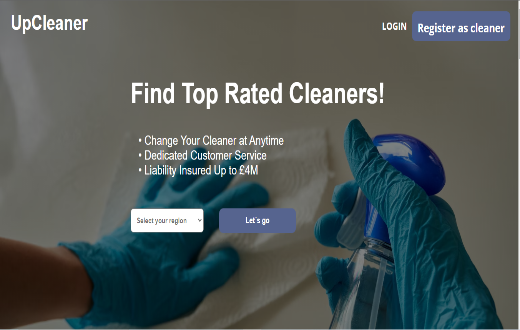 UpCleaner
LOGIN
Register as cleaner
Find Top Rated Cleaners!
• Change Your Cleaner at Anytime
• Dedicated Customer Service
• Liability Insured Up to £4M
Select your region
Let's go